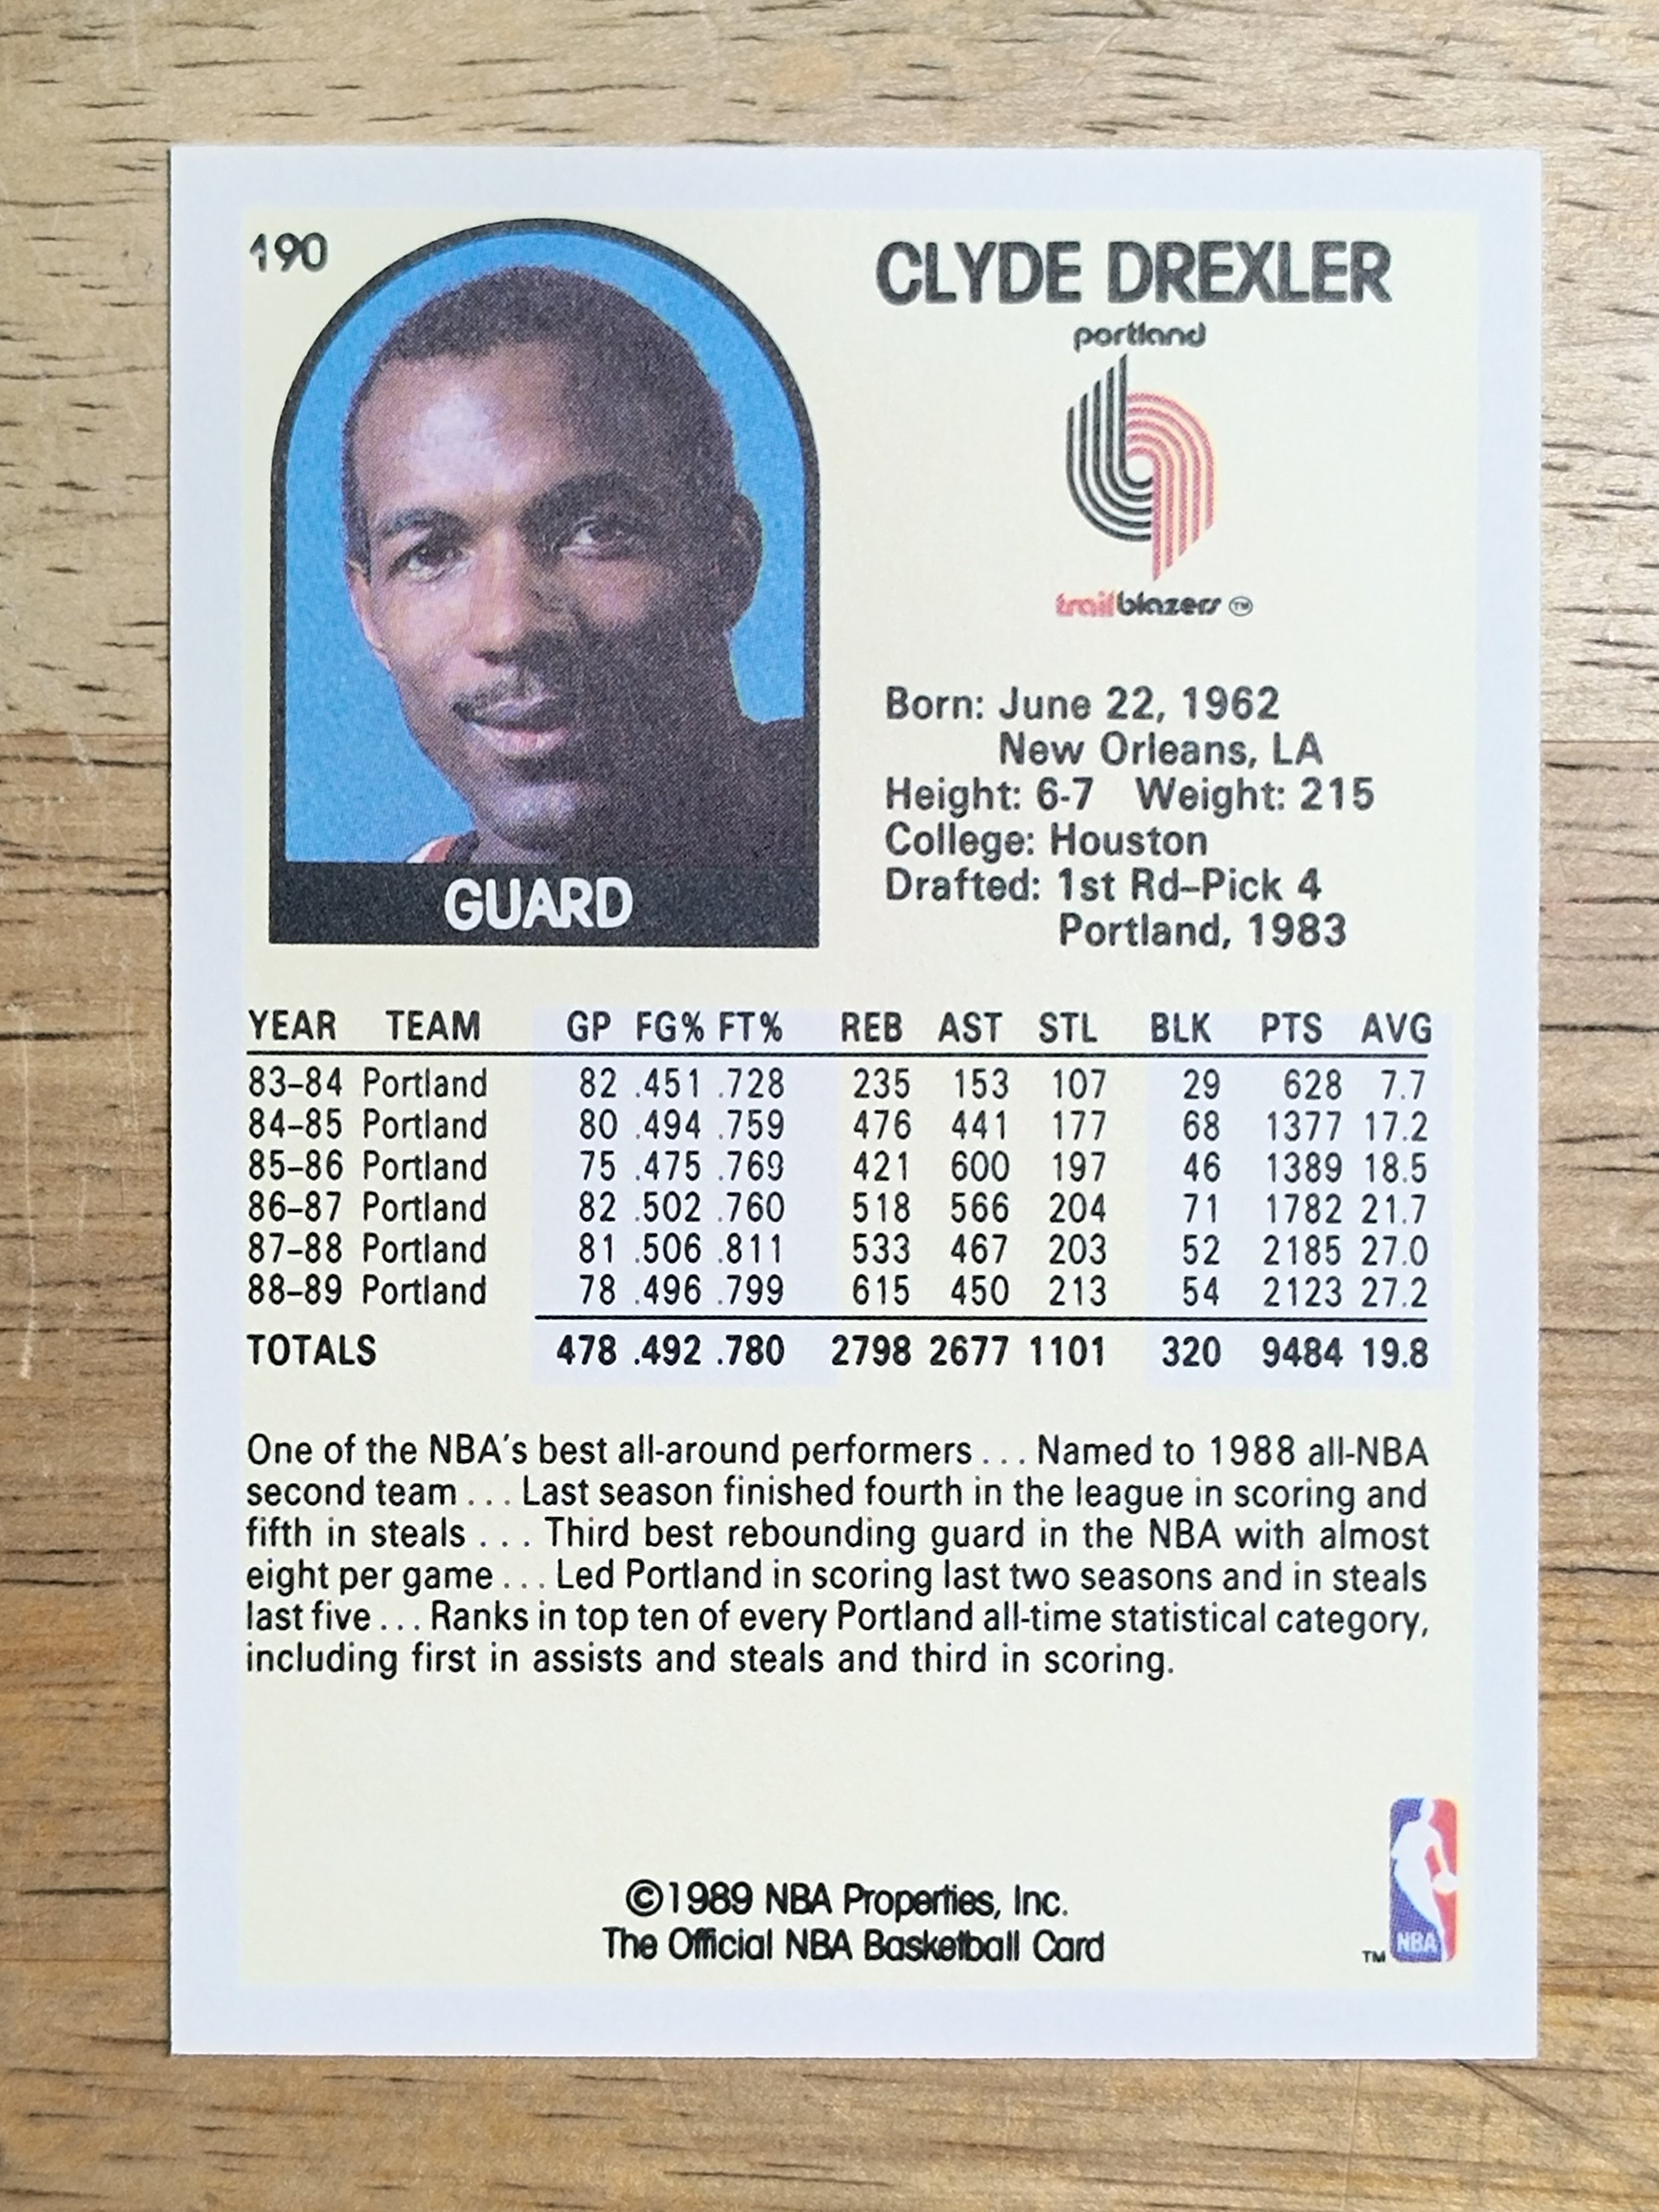 190
CLYDE DREXLER
portland
trailblazers TM
Born: June 22, 1962
New Orleans, LA
Height: 6-7 Weight: 215
College: Houston
Drafted: 1st Rd–Pick 4
Portland, 1983
GUARD
YEAR TEAM GP FG% FT% REB AST STL BLK PTS AVG
83–84 Portland 82 .451 .728 235 153 107 29 628 7.7
84–85 Portland 80 .494 .759 476 441 177 68 1377 17.2
85–86 Portland 75 .475 .769 421 600 197 46 1389 18.5
86–87 Portland 82 .502 .760 518 566 204 71 1782 21.7
87–88 Portland 81 .506 .811 533 467 203 52 2185 27.0
88–89 Portland 78 .496 .799 615 450 213 54 2123 27.2
TOTALS 478 .492 .780 2798 2677 1101 320 9484 19.8
One of the NBA's best all-around performers . . . Named to 1988 all-NBA
second team . . . Last season finished fourth in the league in scoring and
fifth in steals . . . Third best rebounding guard in the NBA with almost
eight per game . . . Led Portland in scoring last two seasons and in steals
last five . . . Ranks in top ten of every Portland all-time statistical category,
including first in assists and steals and third in scoring.
©1989 NBA Properties, Inc.
The Official NBA Basketball Card
TM NBA